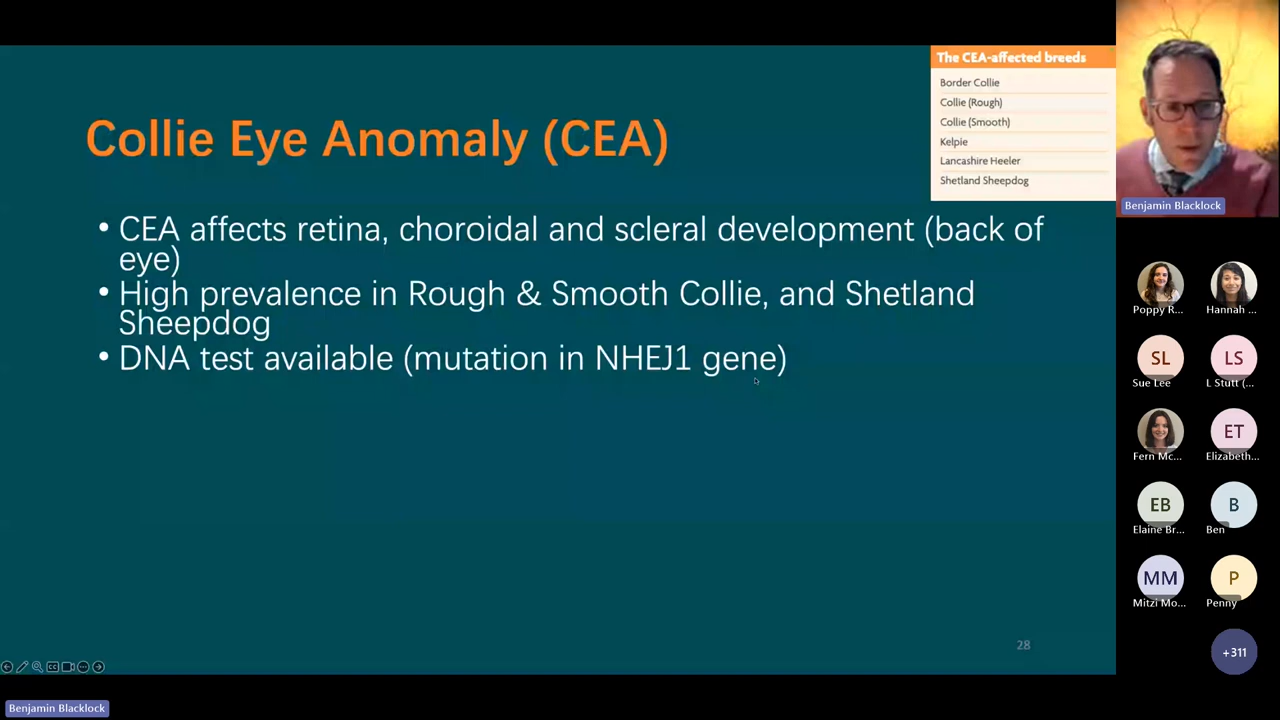 The CEA-affected breeds
Border Collie
Collie (Rough)
Collie (Smooth)
Kelpie
Lancashire Heeler
Shetland Sheepdog
Collie Eye Anomaly (CEA)
• CEA affects retina, choroidal and scleral development (back of
eye)
• High prevalence in Rough & Smooth Collie, and Shetland
Sheepdog
• DNA test available (mutation in NHEJ1 gene)
28
Benjamin Blacklock
Poppy R...
Hannah ...
SL
Sue Lee
LS
L Stutt (...
Fern Mc...
ET
Elizabeth...
EB
Elaine Br...
B
Ben
MM
Mitzi Mo...
P
Penny
+311
Benjamin Blacklock